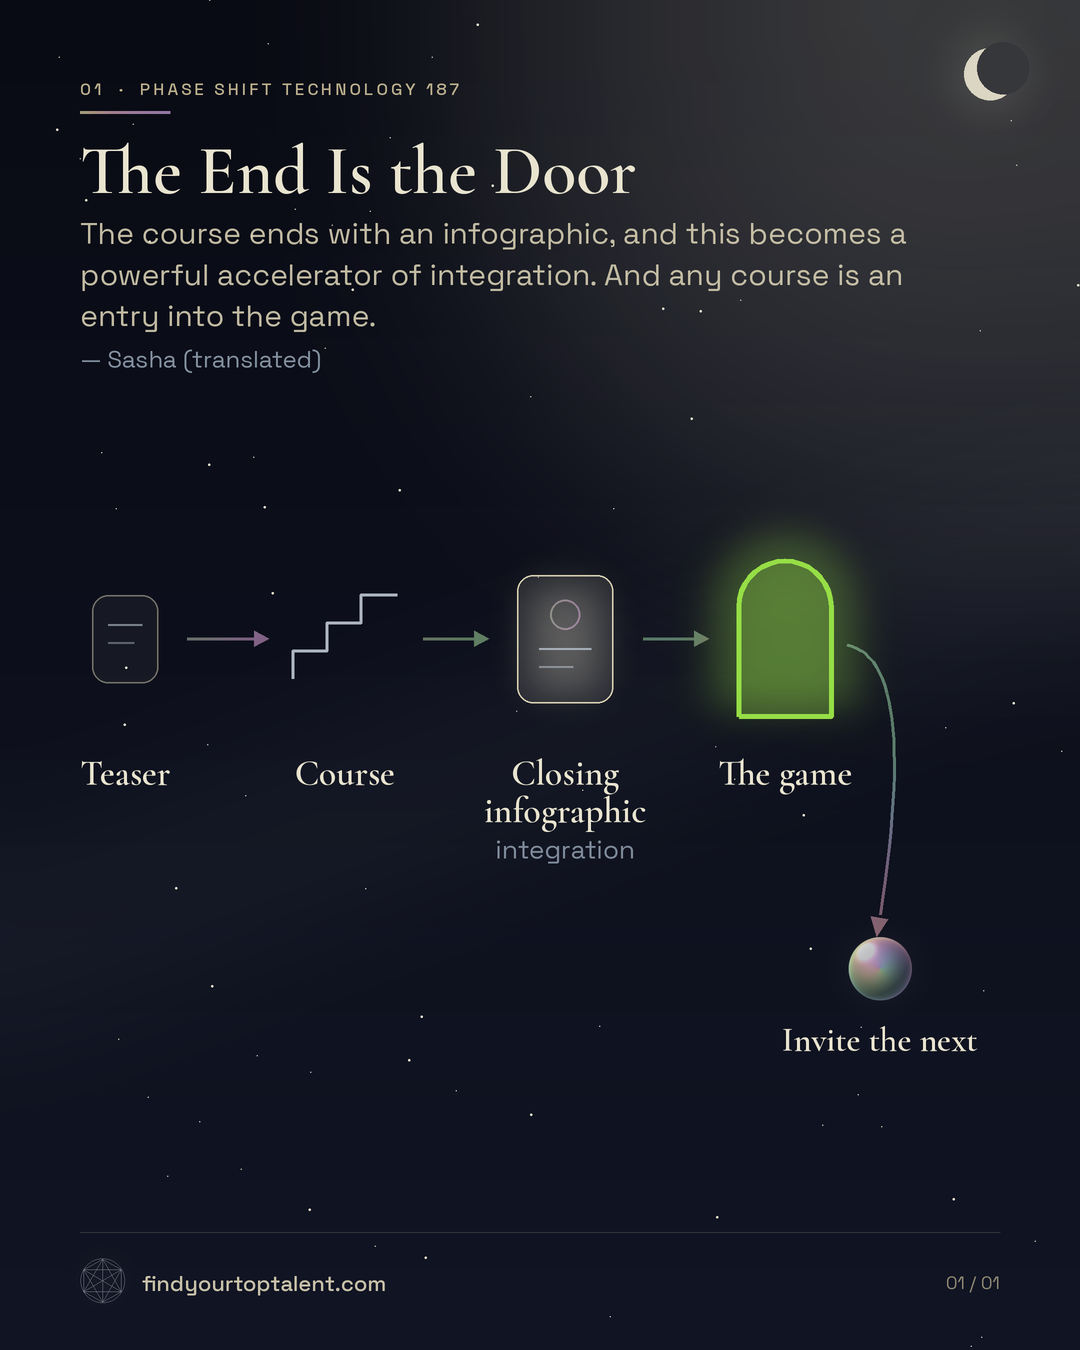 01 · PHASE SHIFT TECHNOLOGY 187
The End Is the Door
The course ends with an infographic, and this becomes a
powerful accelerator of integration. And any course is an
entry into the game.
— Sasha (translated)
Teaser
Course
Closing
infographic
integration
The game
Invite the next
findyourtoptalent.com
01 / 01